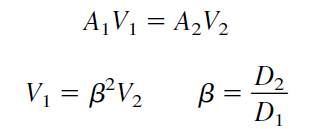 A₁V₁ = A₂V₂
V₁ = β²V₂ β = D₂/D₁